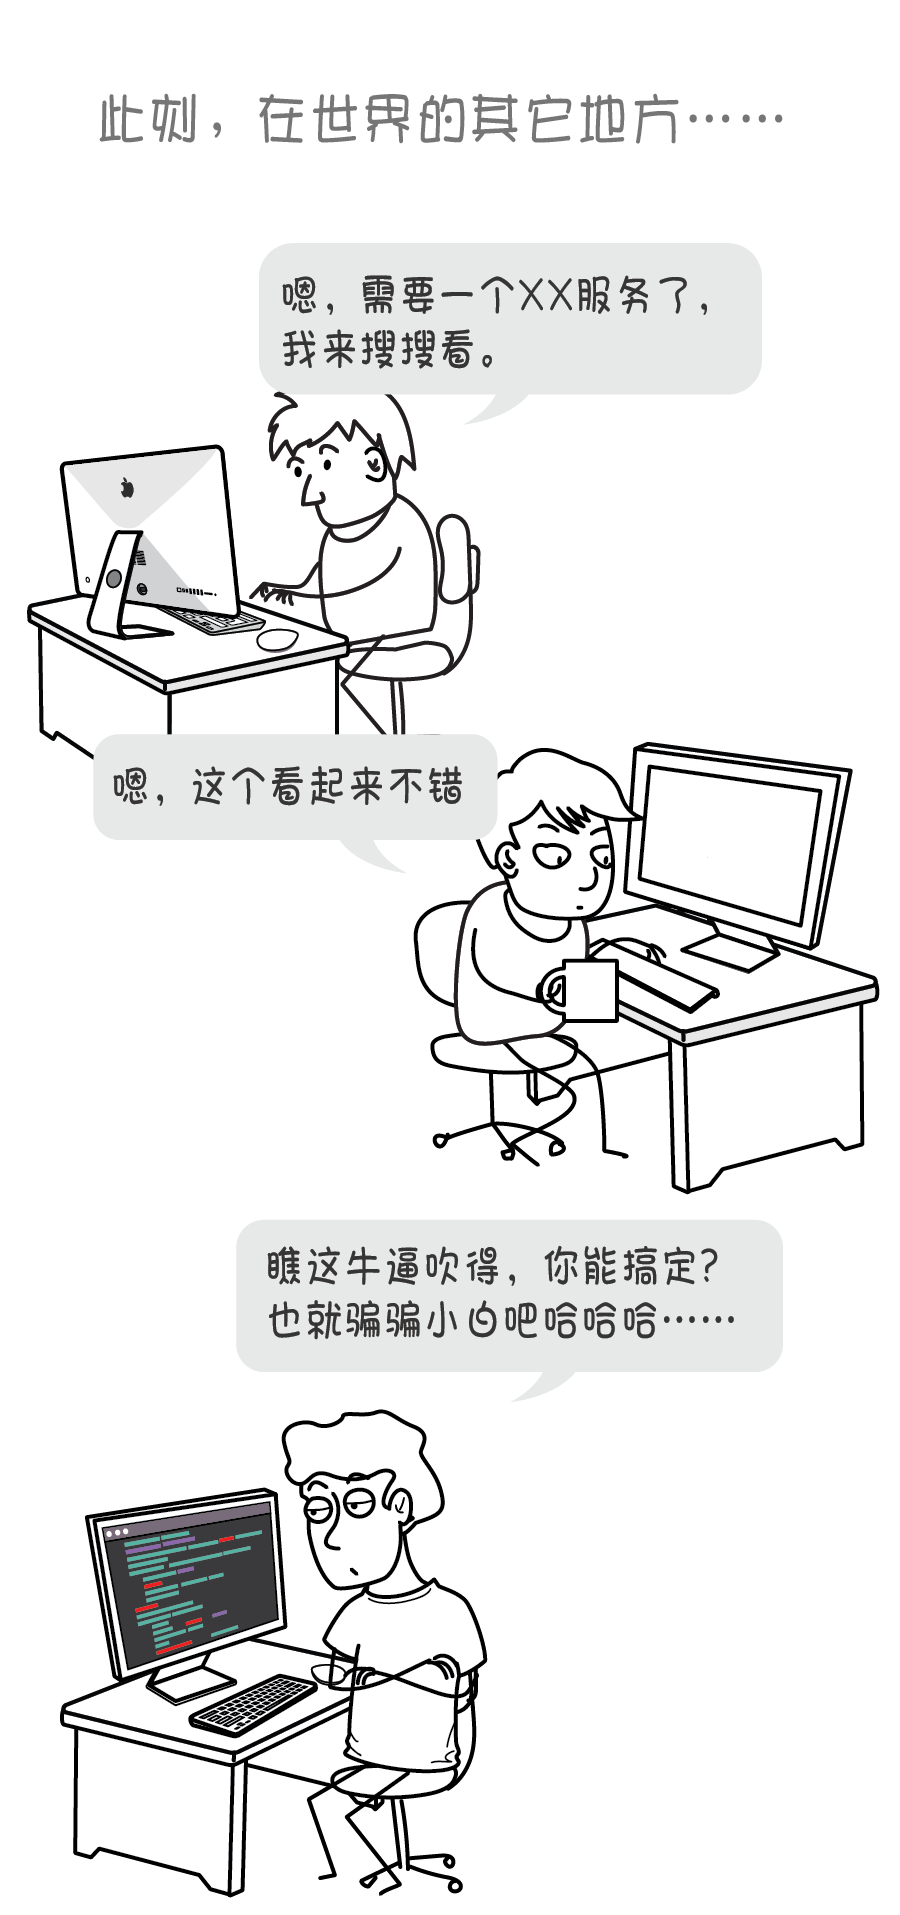 此刻，在世界的其它地方……
嗯，需要一个XX服务了，
我来搜搜看。
嗯，这个看起来不错
瞧这牛逼吹得，你能搞定？
也就骗骗小白吧哈哈哈……